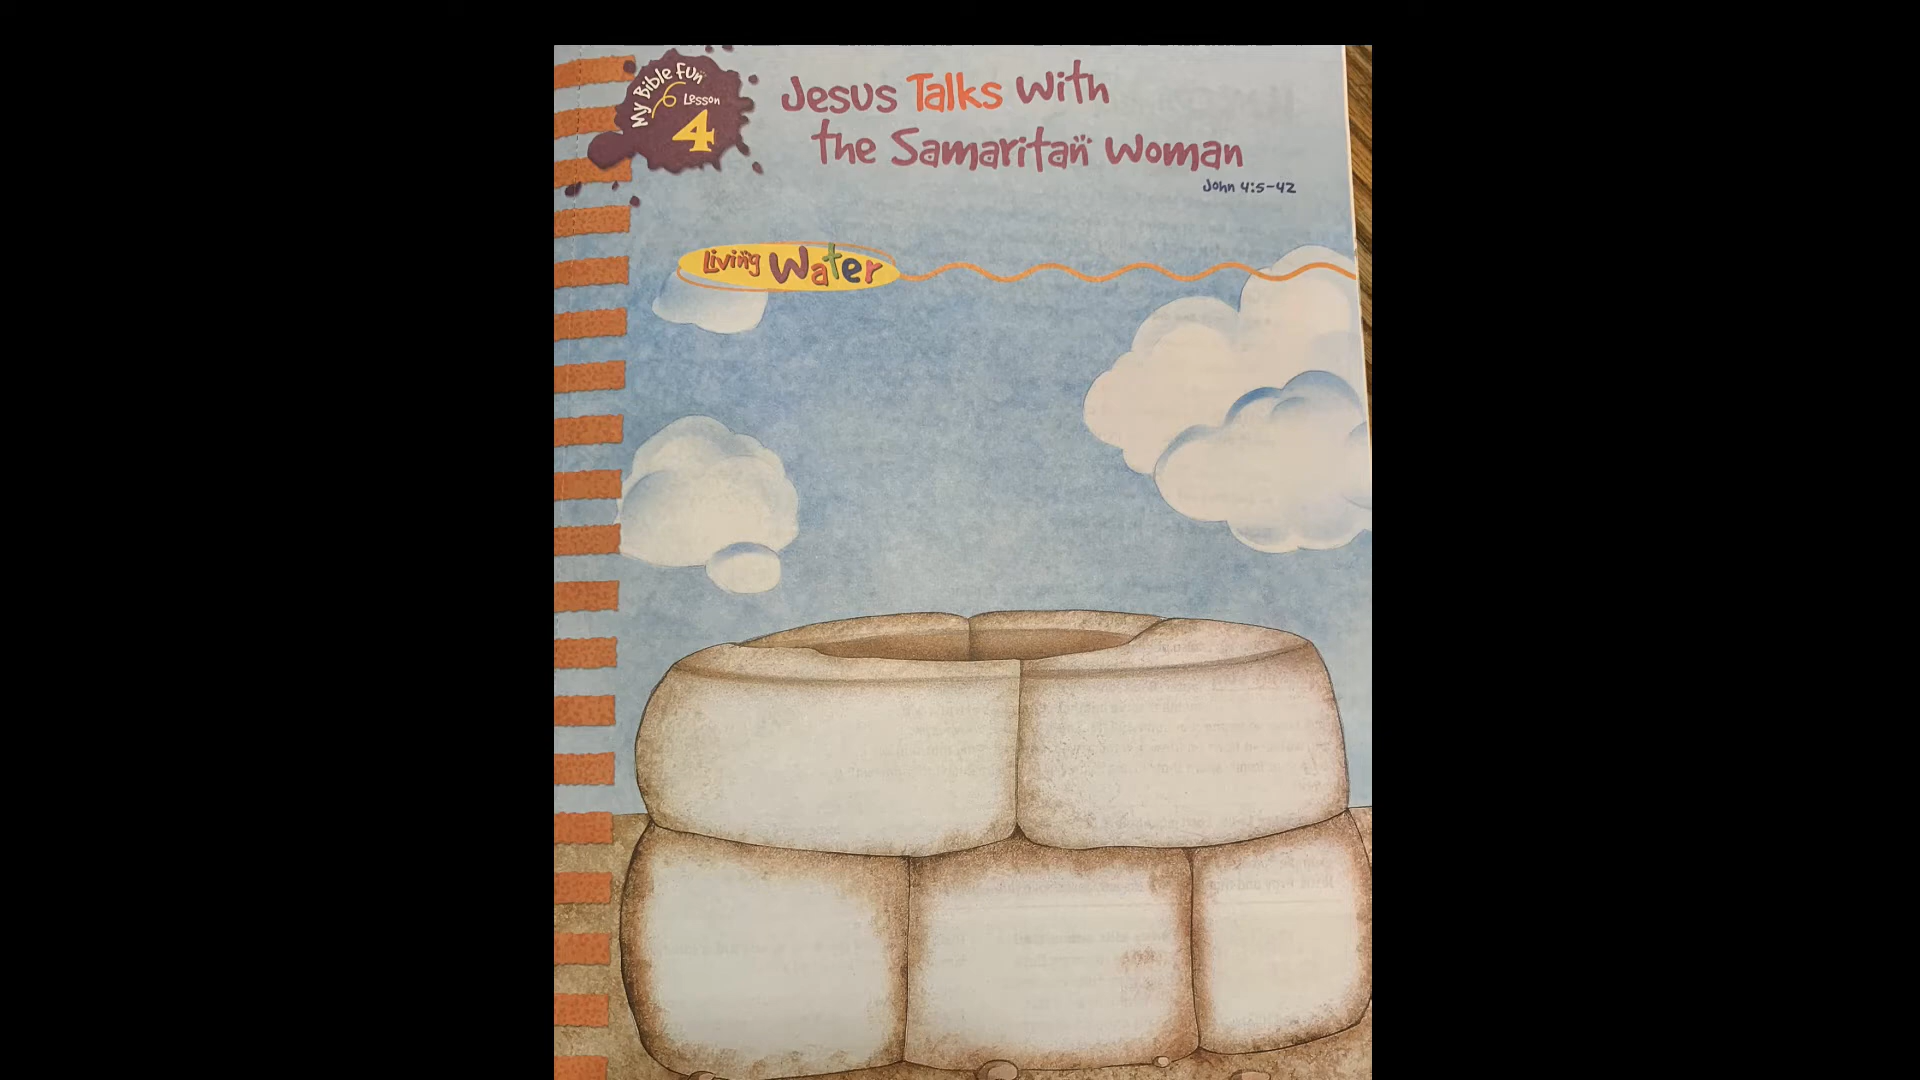 My Bible Fun
Lesson
4
Jesus Talks With
the Samaritan Woman
John 4:5–42
Living Water